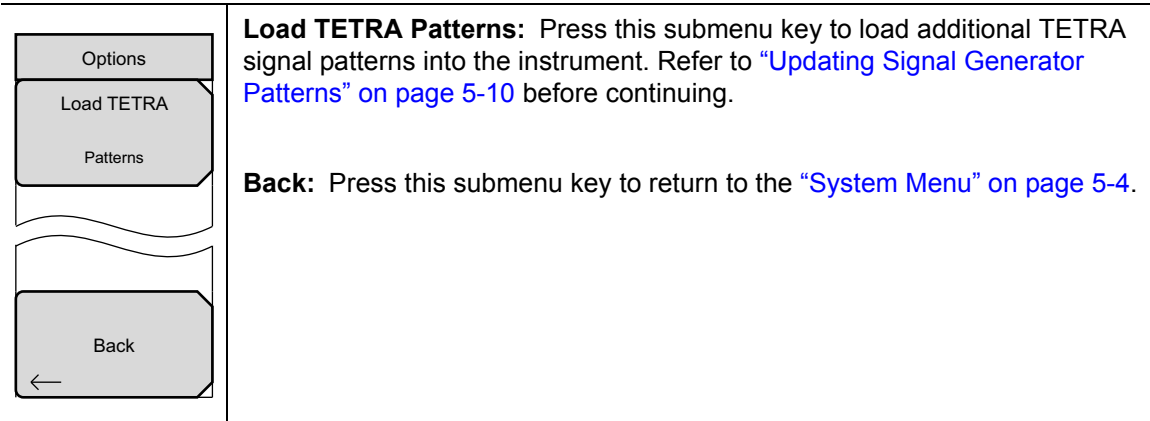 Options
Load TETRA
Patterns
Back
Load TETRA Patterns: Press this submenu key to load additional TETRA
signal patterns into the instrument. Refer to “Updating Signal Generator
Patterns” on page 5-10 before continuing.
Back: Press this submenu key to return to the “System Menu” on page 5-4.